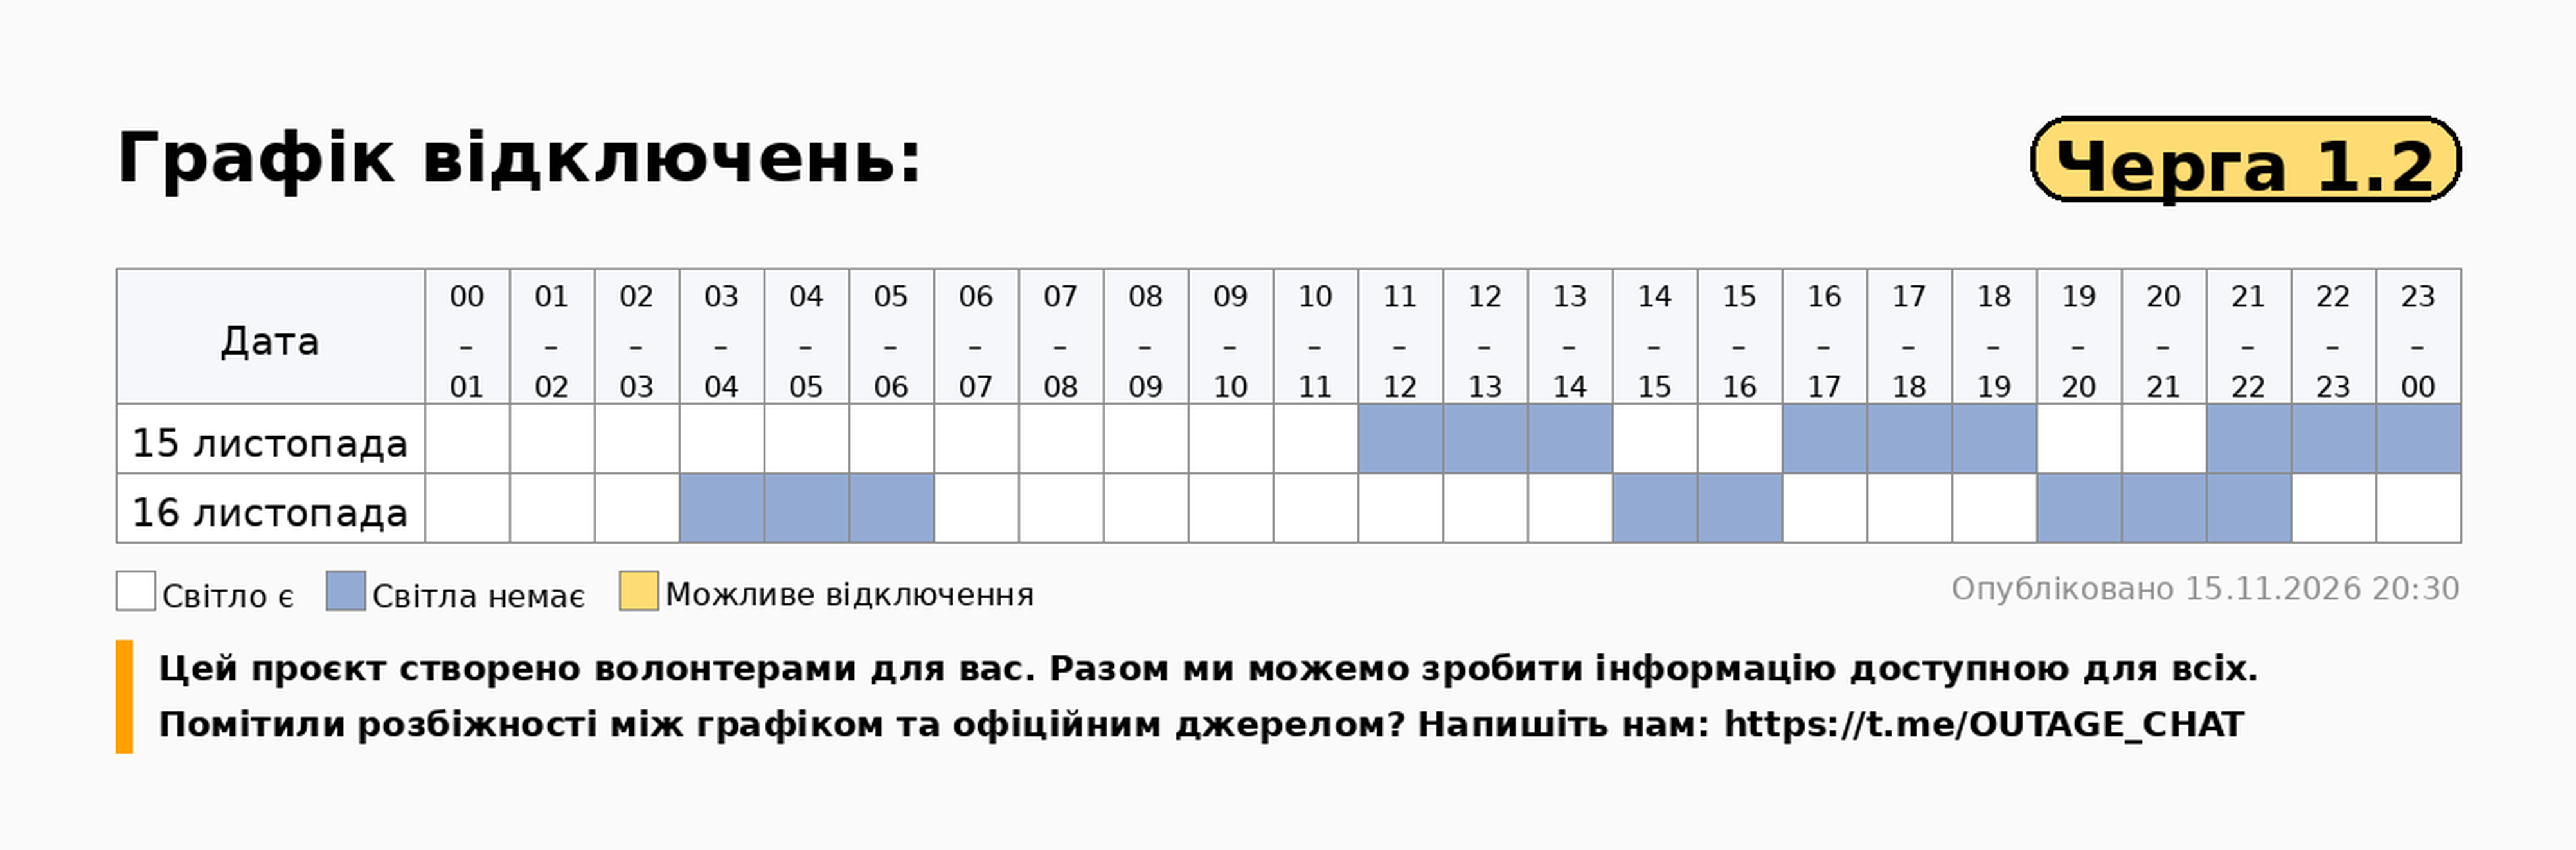 Графік відключень:
Черга 1.2
Дата 00 – 01 01 – 02 02 – 03 03 – 04 04 – 05 05 – 06 06 – 07 07 – 08 08 – 09 09 – 10 10 – 11 11 – 12 12 – 13 13 – 14 14 – 15 15 – 16 16 – 17 17 – 18 18 – 19 19 – 20 20 – 21 21 – 22 22 – 23 23 – 00
15 листопада
16 листопада
Світло є Світла немає Можливе відключення
Опубліковано 15.11.2026 20:30
Цей проєкт створено волонтерами для вас. Разом ми можемо зробити інформацію доступною для всіх.
Помітили розбіжності між графіком та офіційним джерелом? Напишіть нам: https://t.me/OUTAGE_CHAT